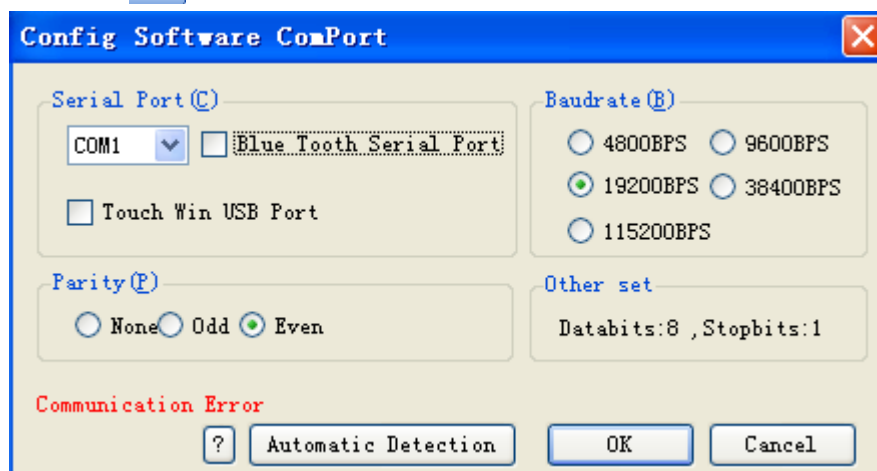 Config Software ComPort
Serial Port(C)
COM1
Blue Tooth Serial Port
Touch Win USB Port
Baudrate(B)
4800BPS
9600BPS
19200BPS
38400BPS
115200BPS
Parity(P)
None
Odd
Even
Other set
Databits:8 ,Stopbits:1
Communication Error
?
Automatic Detection
OK
Cancel